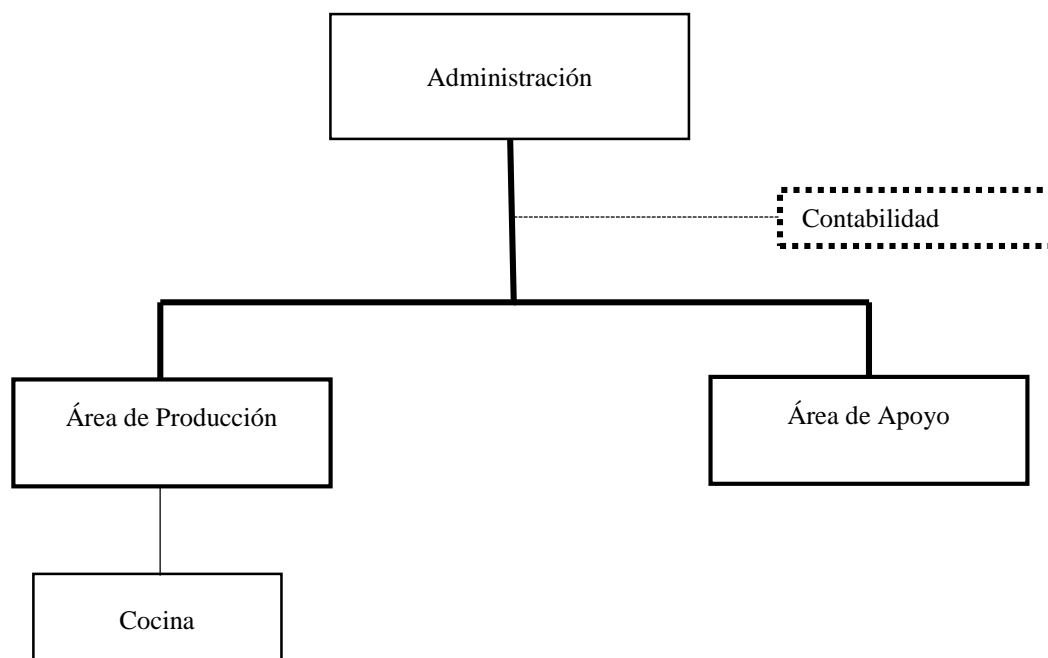 Administración
Contabilidad
Área de Producción
Área de Apoyo
Cocina